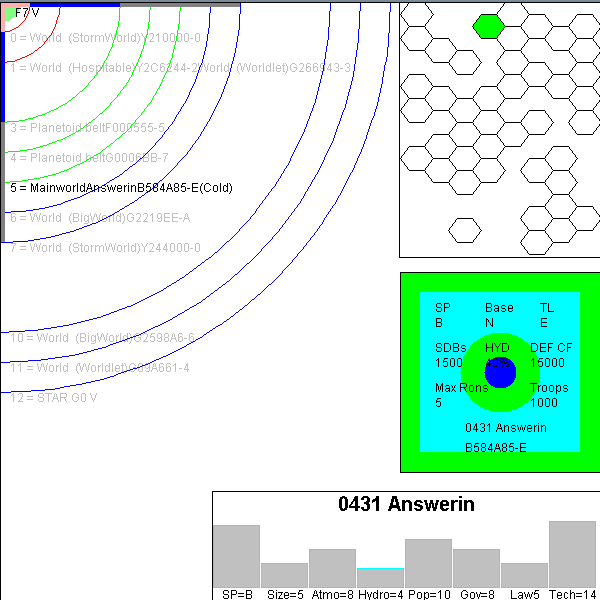 F7 V
0 = World  (StormWorld)Y210000-0
1 = World  (Hospitable)Y2C6244-2World  (Worldlet)G266943-3
3 = Planetoid beltF000555-5
4 = Planetoid beltG0006BB-7
5 = MainworldAnswerinB584A85-E(Cold)
6 = World  (BigWorld)G2219EE-A
7 = World  (StormWorld)Y244000-0
10 = World  (BigWorld)G2598A6-6
11 = World  (Worldlet)G09A661-4
12 = STAR G0 V
SP Base TL
B N E
SDBs HYD DEF CF
1500 40% 15000
Max Rons Troops
5 1000
0431 Answerin
B584A85-E
0431 Answerin
SP=B Size=5 Atmo=8 Hydro=4 Pop=10 Gov=8 Law5 Tech=14